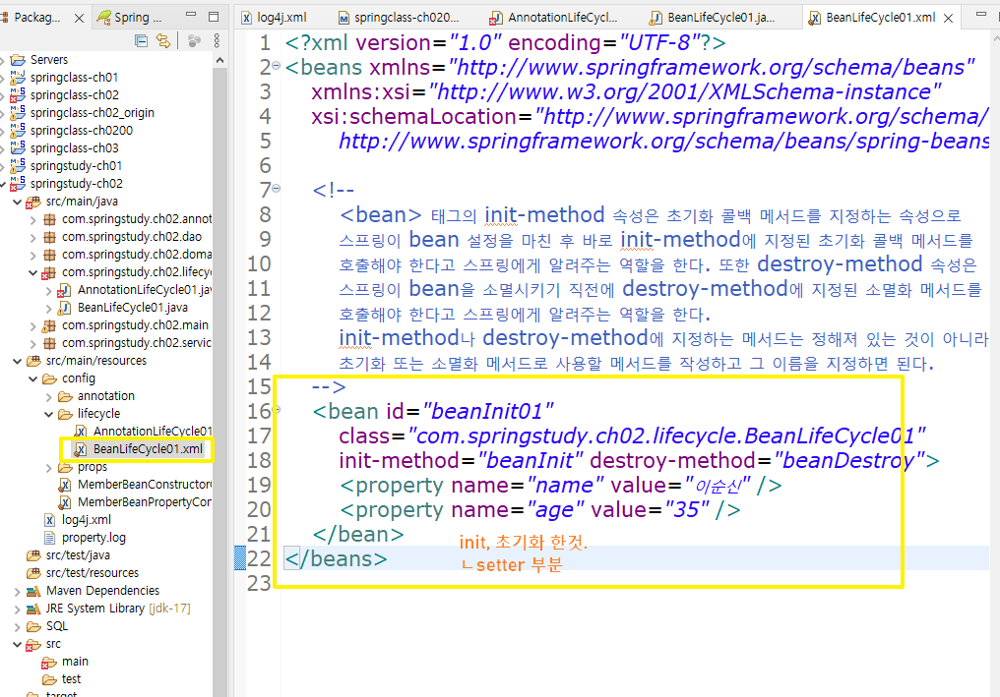 Packag...
Spring ...
log4j.xml
springclass-ch020...
AnnotationLifeCycl...
BeanLifeCycle01.ja...
BeanLifeCycle01.xml
Servers
springclass-ch01
springclass-ch02
springclass-ch02_origin
springclass-ch0200
springclass-ch03
springstudy-ch01
springstudy-ch02
src/main/java
com.springstudy.ch02.annot
com.springstudy.ch02.dao
com.springstudy.ch02.doma
com.springstudy.ch02.lifecyc
AnnotationLifeCycle01.jav
BeanLifeCycle01.java
com.springstudy.ch02.main
com.springstudy.ch02.servic
src/main/resources
config
annotation
lifecycle
AnnotationLifeCycle01
BeanLifeCycle01.xml
props
MemberBeanConstructor
MemberBeanPropertyCon
log4j.xml
property.log
src/test/java
src/test/resources
Maven Dependencies
JRE System Library [jdk-17]
SQL
src
main
test
target
1 <?xml version="1.0" encoding="UTF-8"?>
2 <beans xmlns="http://www.springframework.org/schema/beans"
3 xmlns:xsi="http://www.w3.org/2001/XMLSchema-instance"
4 xsi:schemaLocation="http://www.springframework.org/schema/
5 http://www.springframework.org/schema/beans/spring-beans
6
7 <!--
8 <bean> 태그의 init-method 속성은 초기화 콜백 메서드를 지정하는 속성으로
9 스프링이 bean 설정을 마친 후 바로 init-method에 지정된 초기화 콜백 메서드를
10 호출해야 한다고 스프링에게 알려주는 역할을 한다. 또한 destroy-method 속성은
11 스프링이 bean을 소멸시키기 직전에 destroy-method에 지정된 소멸화 메서드를
12 호출해야 한다고 스프링에게 알려주는 역할을 한다.
13 init-method나 destroy-method에 지정하는 메서드는 정해져 있는 것이 아니라
14 초기화 또는 소멸화 메서드로 사용할 메서드를 작성하고 그 이름을 지정하면 된다.
15 -->
16 <bean id="beanInit01"
17 class="com.springstudy.ch02.lifecycle.BeanLifeCycle01"
18 init-method="beanInit" destroy-method="beanDestroy">
19 <property name="name" value="이순신" />
20 <property name="age" value="35" />
21 </bean>
init, 초기화 한것.
22 </beans>
ㄴsetter 부분
23